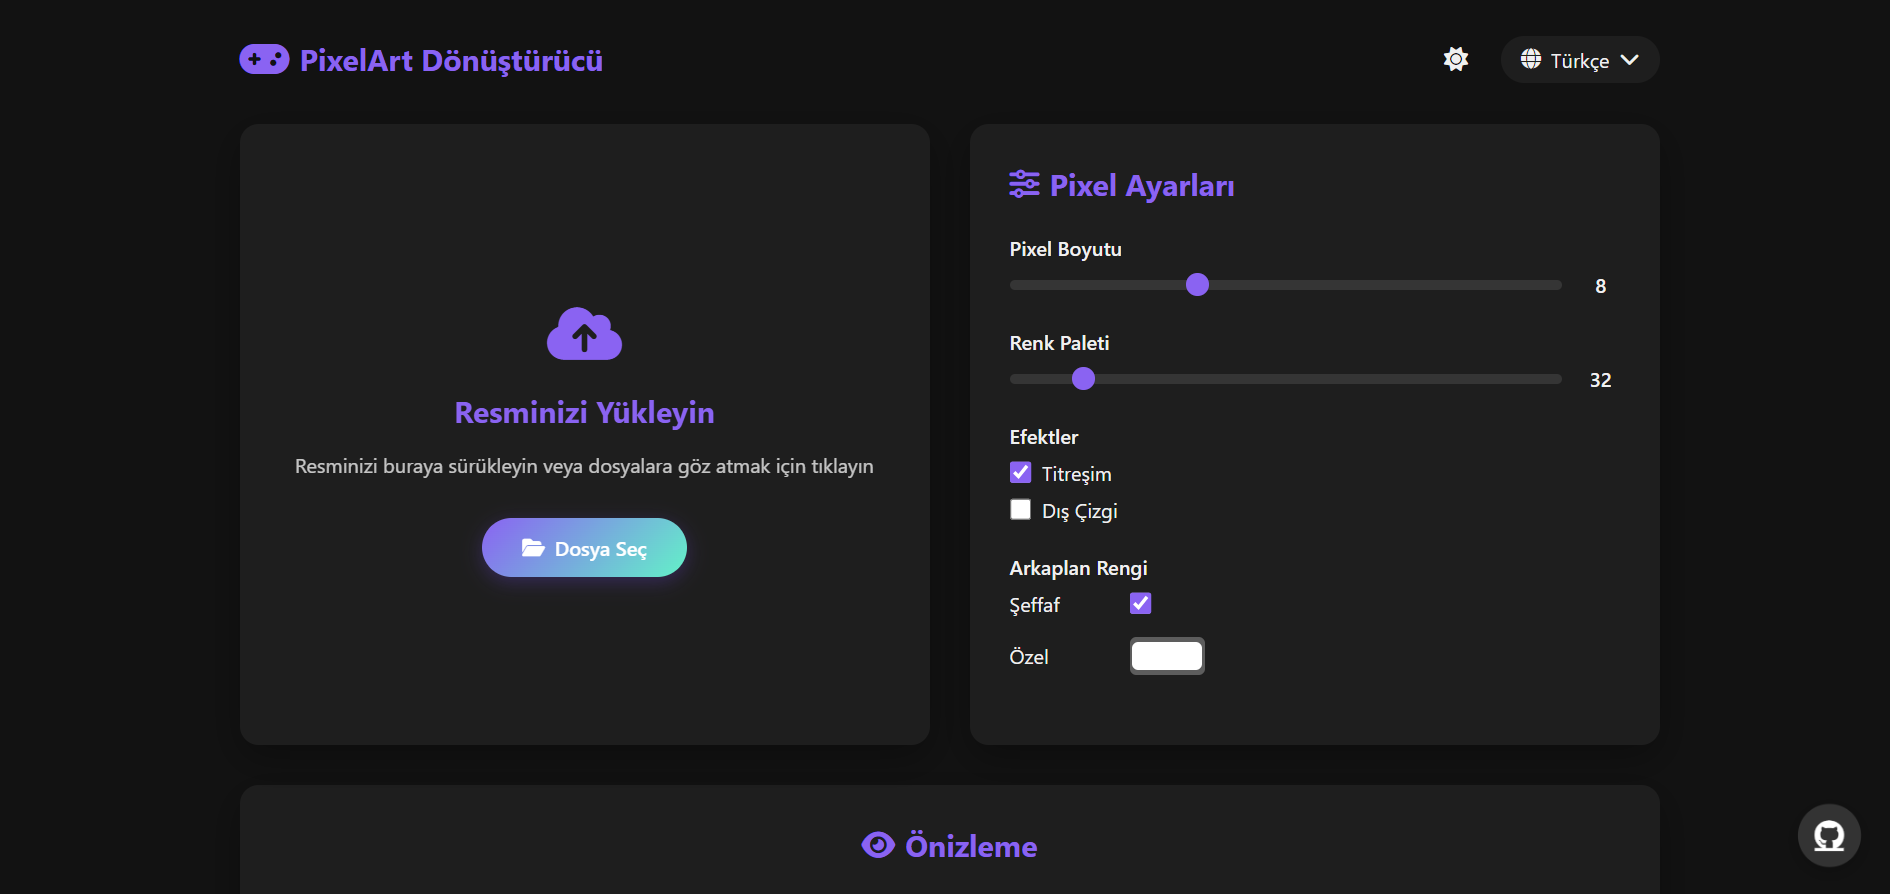 PixelArt Dönüştürücü
Türkçe
Resminizi Yükleyin
Resminizi buraya sürükleyin veya dosyalara göz atmak için tıklayın
Dosya Seç
Pixel Ayarları
Pixel Boyutu
8
Renk Paleti
32
Efektler
Titreşim
Dış Çizgi
Arkaplan Rengi
Şeffaf
Özel
Önizleme